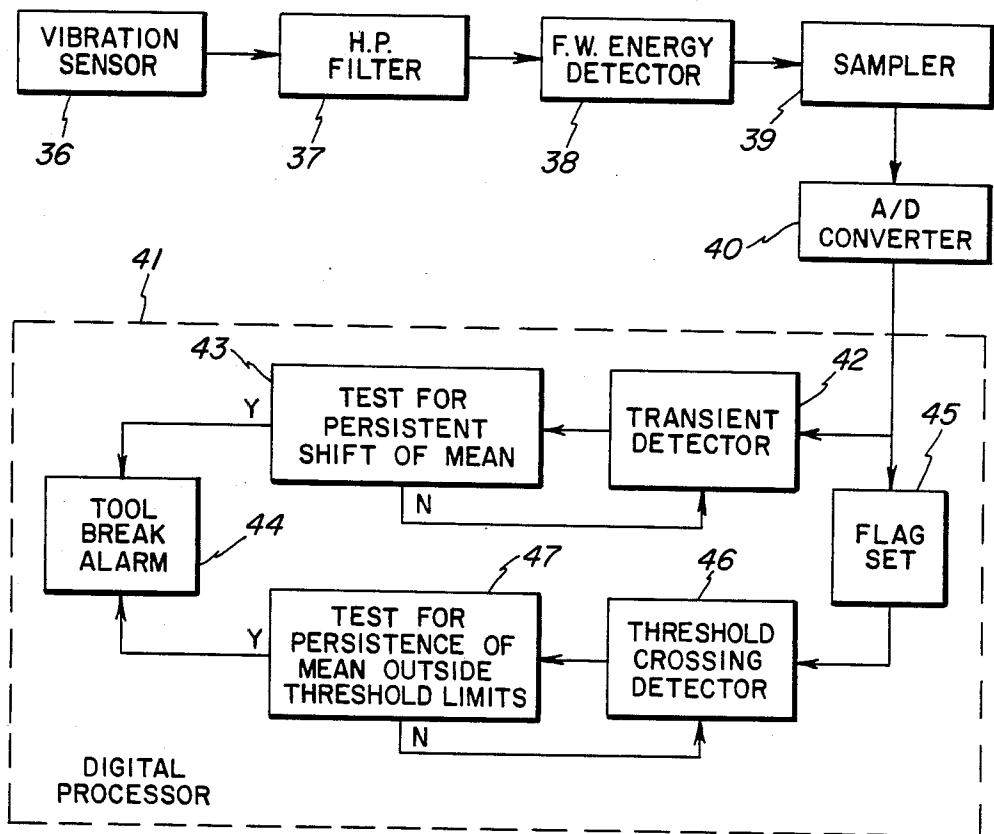 VIBRATION
SENSOR
H.P.
FILTER
F.W. ENERGY
DETECTOR
SAMPLER
36
37
38
39
A/D
CONVERTER
40
41
43
TEST FOR
PERSISTENT
SHIFT OF MEAN
Y
N
42
TRANSIENT
DETECTOR
45
FLAG
SET
TOOL
BREAK
ALARM
44
47
TEST FOR
PERSISTENCE OF
MEAN OUTSIDE
THRESHOLD LIMITS
Y
N
46
THRESHOLD
CROSSING
DETECTOR
DIGITAL
PROCESSOR